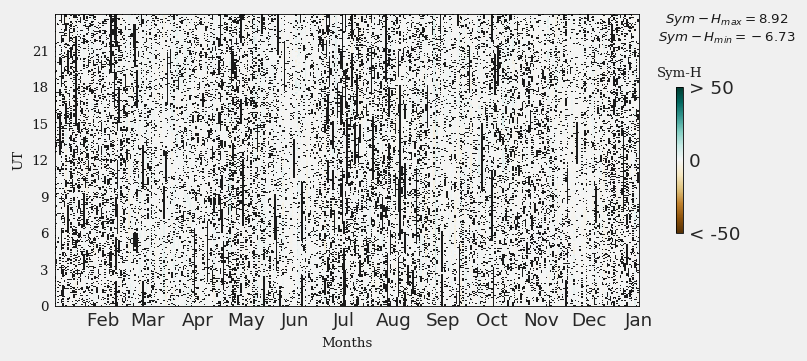 Sym − H_max = 8.92
Sym − H_min = −6.73
Sym-H
> 50
0
< -50
21
18
15
12
9
6
3
0
UT
Feb Mar Apr May Jun Jul Aug Sep Oct Nov Dec Jan
Months